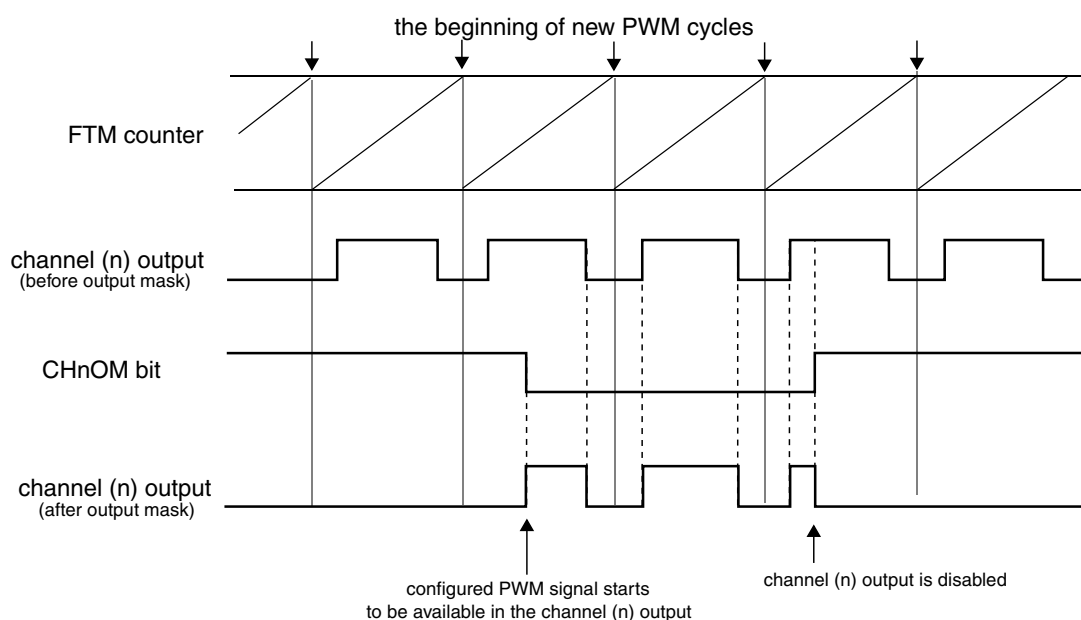 the beginning of new PWM cycles
FTM counter
channel (n) output
(before output mask)
CHnOM bit
channel (n) output
(after output mask)
configured PWM signal starts
to be available in the channel (n) output
channel (n) output is disabled